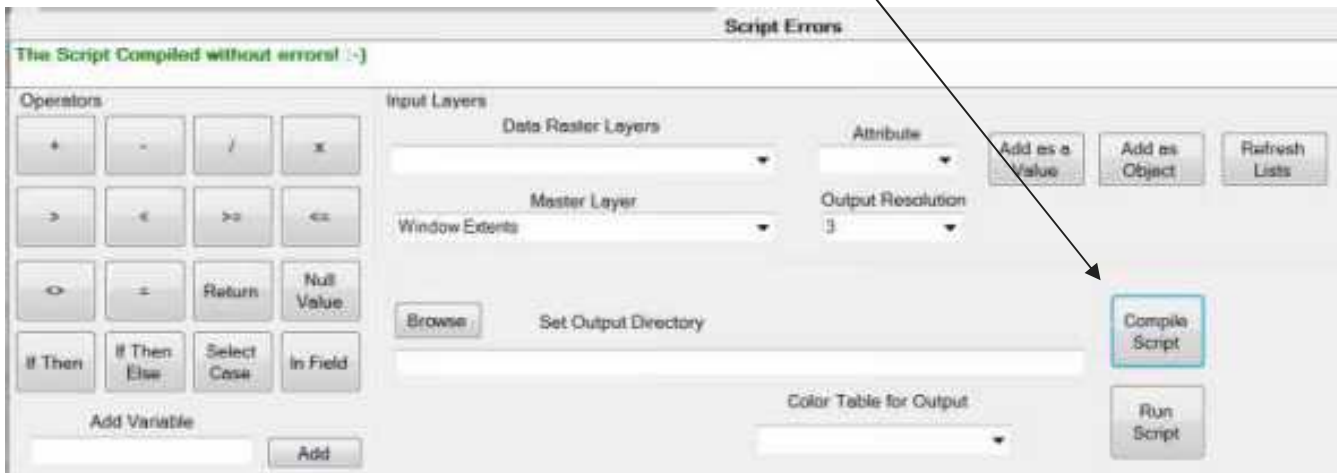 Script Errors
The Script Compiled without errors! :-)
Operators
Input Layers
Data Raster Layers
Attribute
+
-
/
x
Add as a
Value
Add as
Object
Refresh
Lists
Master Layer
Output Resolution
>
<
>=
<=
Window Extents
3
<>
=
Return
Null
Value
Browse
Set Output Directory
Compile
Script
If Then
If Then
Else
Select
Case
In Field
Color Table for Output
Run
Script
Add Variable
Add